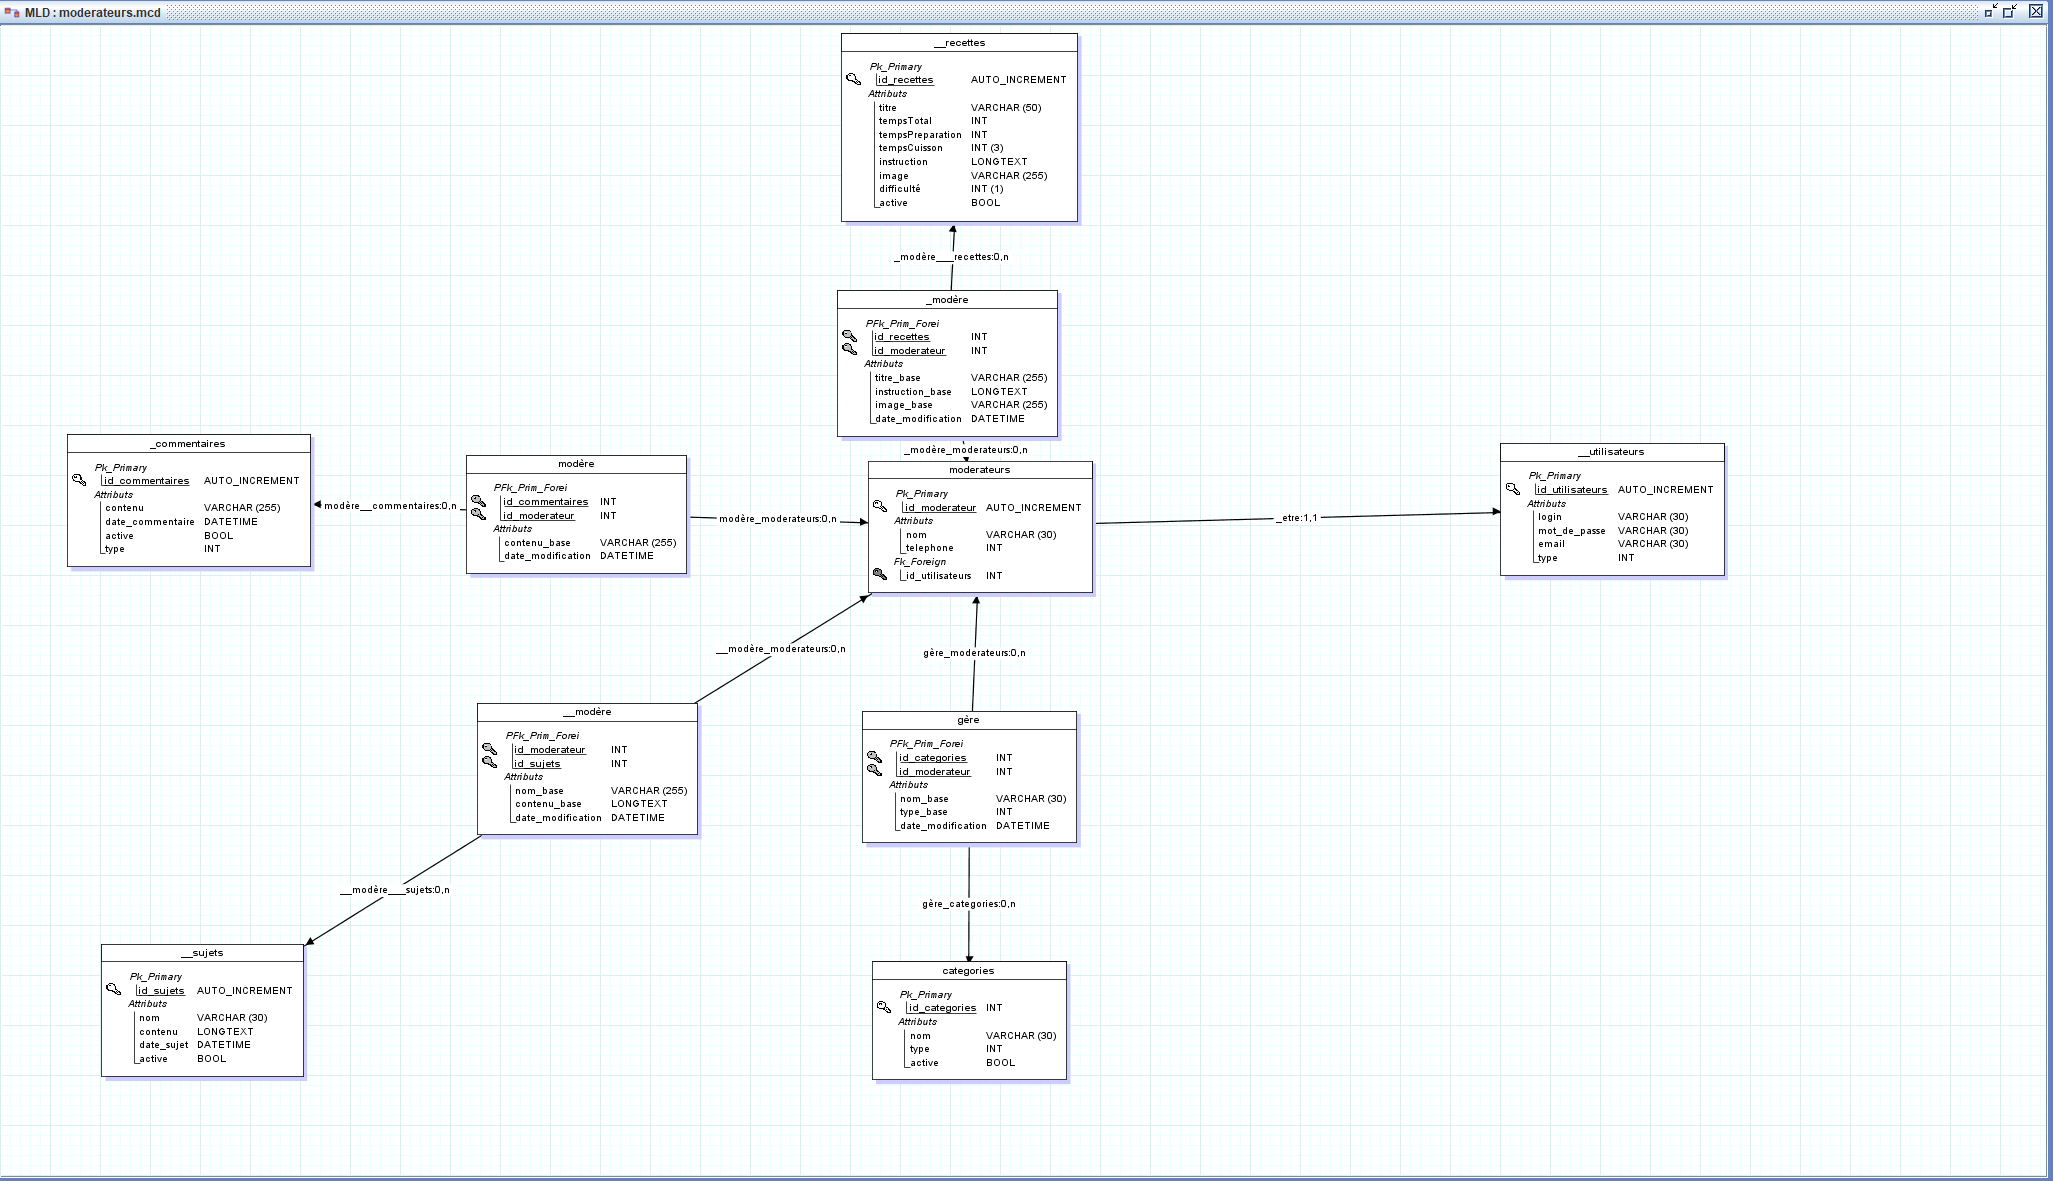 MLD : moderateurs.mcd
__recettes
Pk_Primary
id_recettes AUTO_INCREMENT
Attributs
titre VARCHAR (50)
tempsTotal INT
tempsPreparation INT
tempsCuisson INT (3)
instruction LONGTEXT
image VARCHAR (255)
difficulté INT (1)
active BOOL
_modère___recettes:0,n
_modère
PFk_Prim_Forei
id_recettes INT
id_moderateur INT
Attributs
titre_base VARCHAR (255)
instruction_base LONGTEXT
image_base VARCHAR (255)
date_modification DATETIME
_modère_moderateurs:0,n
_commentaires
Pk_Primary
id_commentaires AUTO_INCREMENT
Attributs
contenu VARCHAR (255)
date_commentaire DATETIME
active BOOL
type INT
modère__commentaires:0,n
modère
PFk_Prim_Forei
id_commentaires INT
id_moderateur INT
Attributs
contenu_base VARCHAR (255)
date_modification DATETIME
modère_moderateurs:0,n
moderateurs
Pk_Primary
id_moderateur AUTO_INCREMENT
Attributs
nom VARCHAR (30)
telephone INT
Fk_Foreign
id_utilisateurs INT
_etre:1,1
__utilisateurs
Pk_Primary
id_utilisateurs AUTO_INCREMENT
Attributs
login VARCHAR (30)
mot_de_passe VARCHAR (30)
email VARCHAR (30)
type INT
__modère_moderateurs:0,n
gère_moderateurs:0,n
__modère
PFk_Prim_Forei
id_moderateur INT
id_sujets INT
Attributs
nom_base VARCHAR (255)
contenu_base LONGTEXT
date_modification DATETIME
gère
PFk_Prim_Forei
id_categories INT
id_moderateur INT
Attributs
nom_base VARCHAR (30)
type_base INT
date_modification DATETIME
__modère___sujets:0,n
gère_categories:0,n
__sujets
Pk_Primary
id_sujets AUTO_INCREMENT
Attributs
nom VARCHAR (30)
contenu LONGTEXT
date_sujet DATETIME
active BOOL
categories
Pk_Primary
id_categories INT
Attributs
nom VARCHAR (30)
type INT
active BOOL